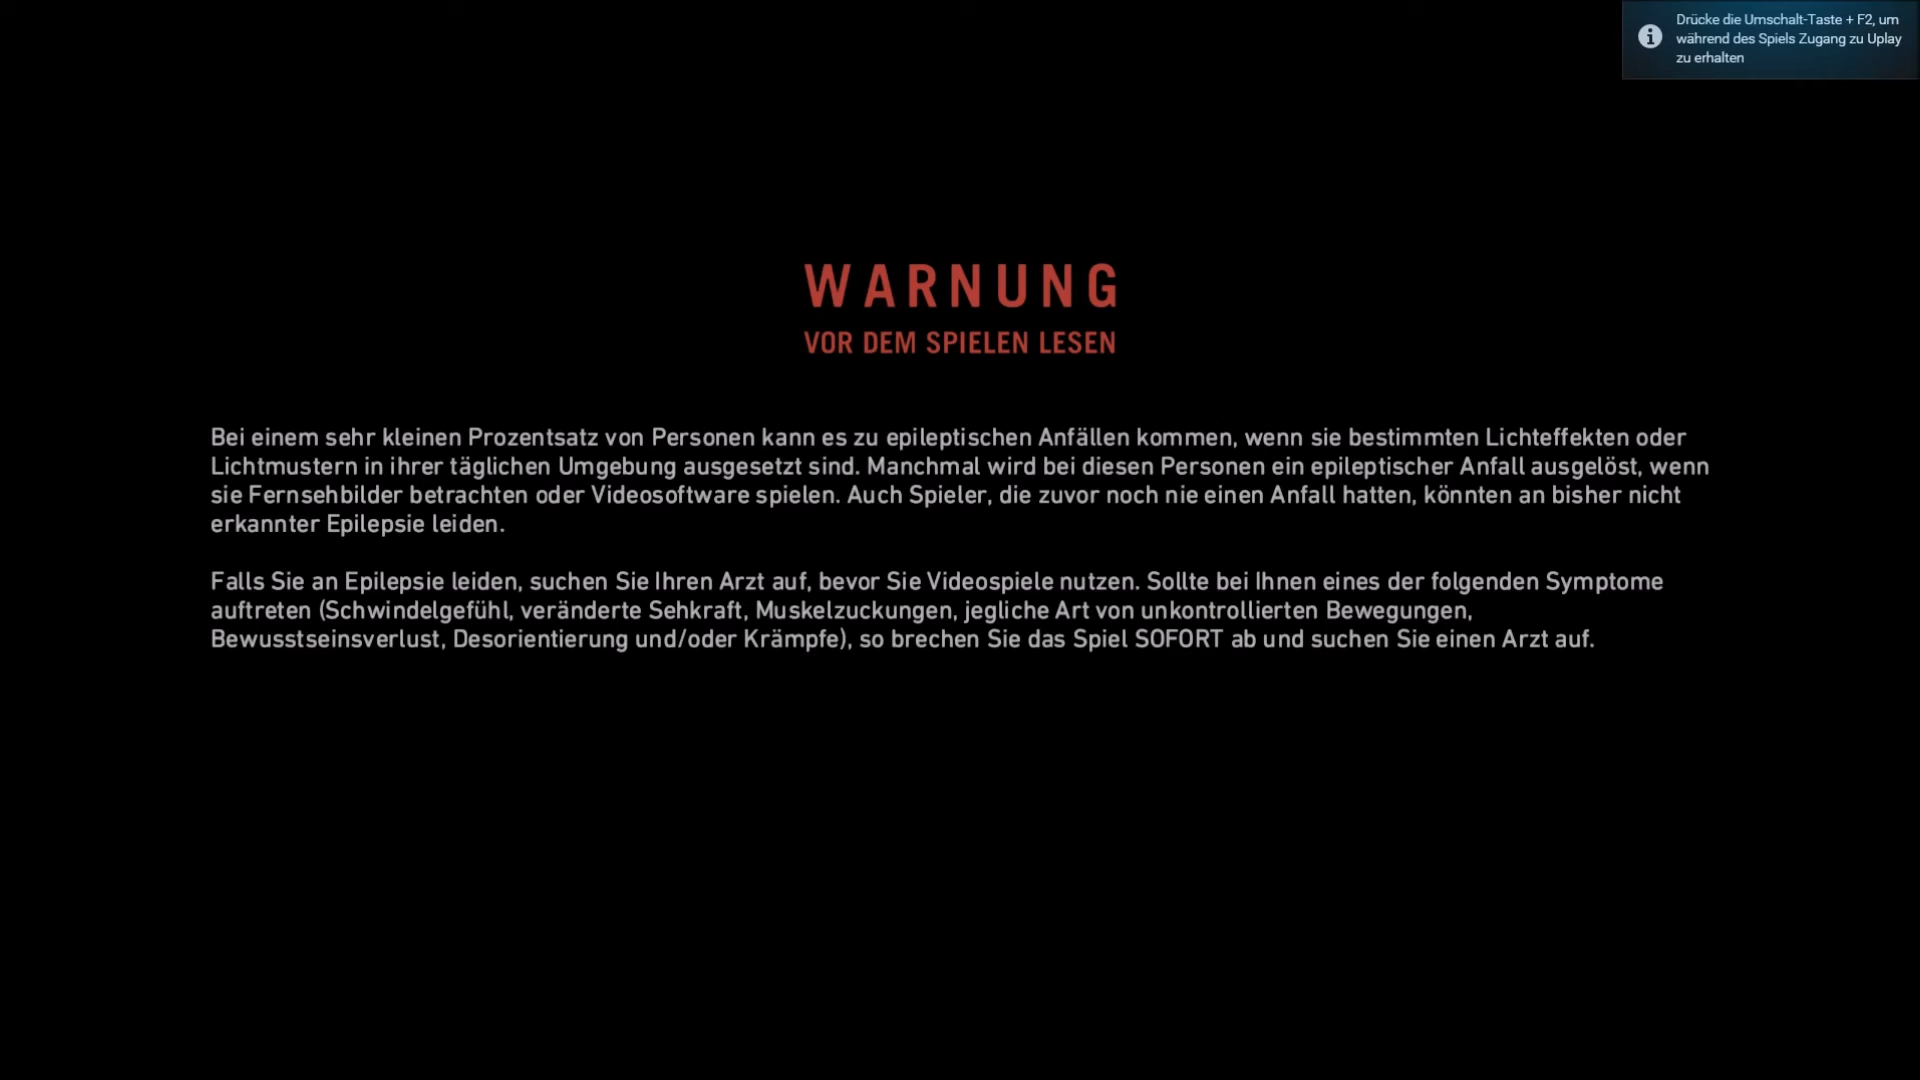 Drücke die Umschalt-Taste + F2, um
während des Spiels Zugang zu Uplay
zu erhalten
WARNUNG
VOR DEM SPIELEN LESEN
Bei einem sehr kleinen Prozentsatz von Personen kann es zu epileptischen Anfällen kommen, wenn sie bestimmten Lichteffekten oder
Lichtmustern in ihrer täglichen Umgebung ausgesetzt sind. Manchmal wird bei diesen Personen ein epileptischer Anfall ausgelöst, wenn
sie Fernsehbilder betrachten oder Videosoftware spielen. Auch Spieler, die zuvor noch nie einen Anfall hatten, könnten an bisher nicht
erkannter Epilepsie leiden.
Falls Sie an Epilepsie leiden, suchen Sie Ihren Arzt auf, bevor Sie Videospiele nutzen. Sollte bei Ihnen eines der folgenden Symptome
auftreten (Schwindelgefühl, veränderte Sehkraft, Muskelzuckungen, jegliche Art von unkontrollierten Bewegungen,
Bewusstseinsverlust, Desorientierung und/oder Krämpfe), so brechen Sie das Spiel SOFORT ab und suchen Sie einen Arzt auf.